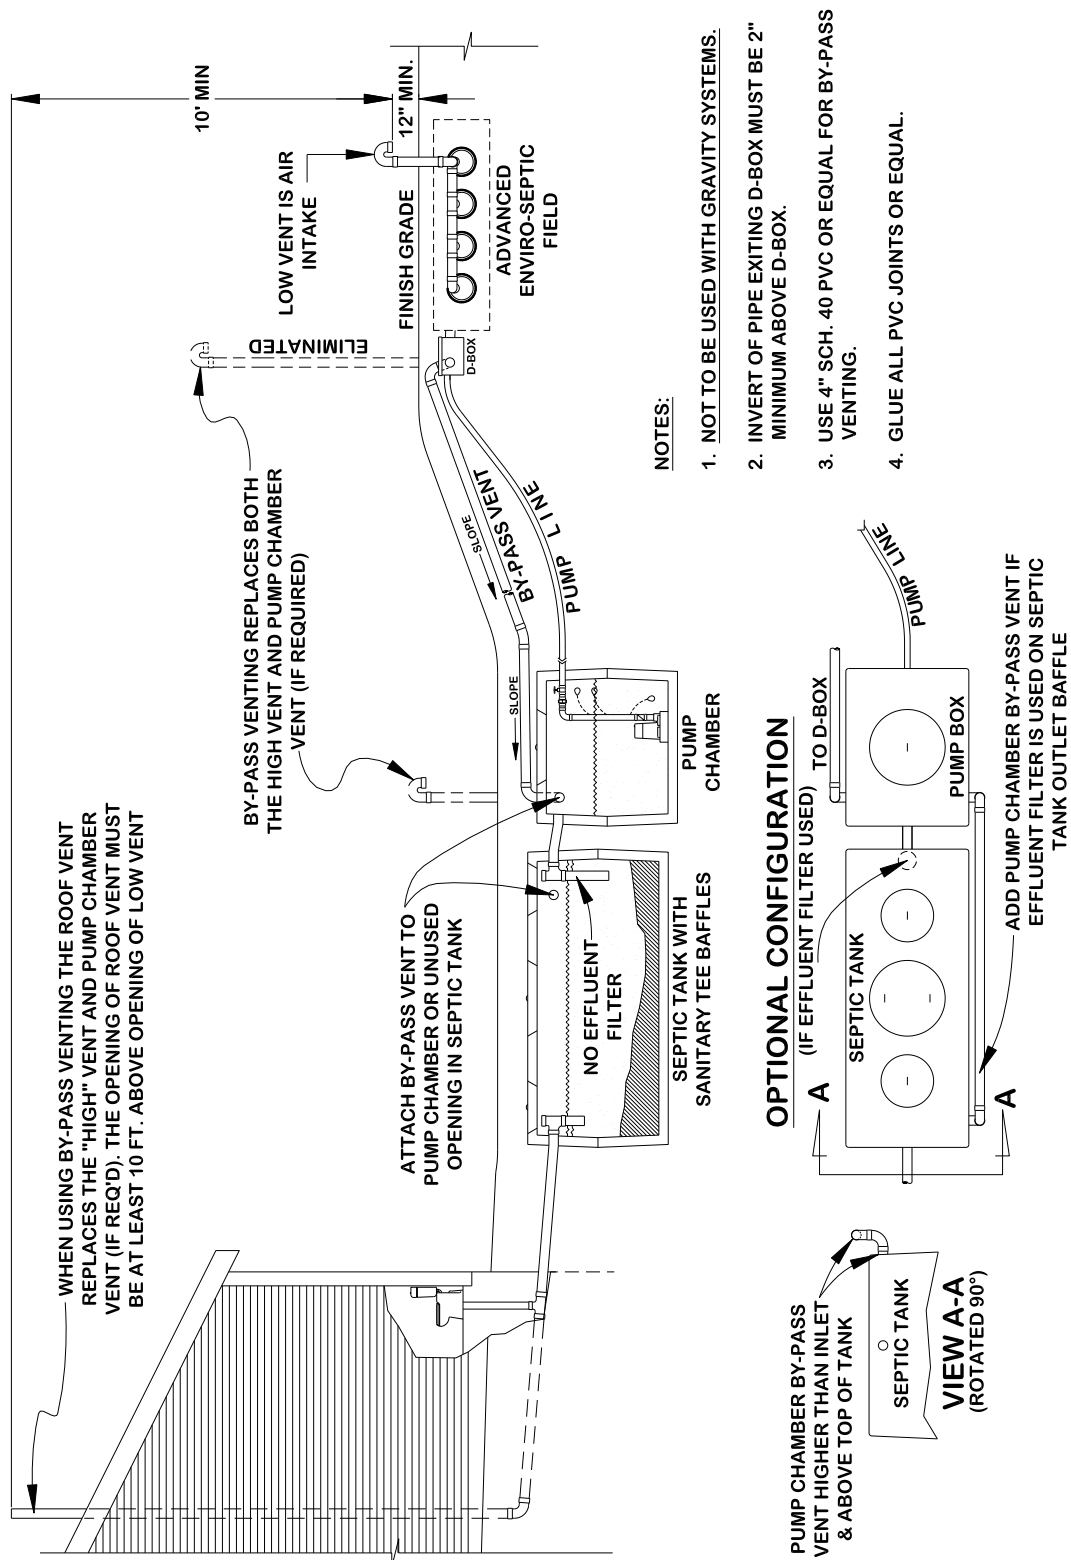 WHEN USING BY-PASS VENTING THE ROOF VENT
REPLACES THE "HIGH" VENT AND PUMP CHAMBER
VENT (IF REQ'D). THE OPENING OF ROOF VENT MUST
BE AT LEAST 10 FT. ABOVE OPENING OF LOW VENT
BY-PASS VENTING REPLACES BOTH
THE HIGH VENT AND PUMP CHAMBER
VENT (IF REQUIRED)
ELIMINATED
LOW VENT IS AIR
INTAKE
10' MIN
12" MIN.
FINISH GRADE
ADVANCED
ENVIRO-SEPTIC
FIELD
D-BOX
SLOPE
BY-PASS VENT
PUMP LINE
SLOPE
ATTACH BY-PASS VENT TO
PUMP CHAMBER OR UNUSED
OPENING IN SEPTIC TANK
NO EFFLUENT
FILTER
SEPTIC TANK WITH
SANITARY TEE BAFFLES
PUMP
CHAMBER
NOTES:
1. NOT TO BE USED WITH GRAVITY SYSTEMS.
2. INVERT OF PIPE EXITING D-BOX MUST BE 2"
MINIMUM ABOVE D-BOX.
3. USE 4" SCH. 40 PVC OR EQUAL FOR BY-PASS
VENTING.
4. GLUE ALL PVC JOINTS OR EQUAL.
OPTIONAL CONFIGURATION
(IF EFFLUENT FILTER USED)
TO D-BOX
A
SEPTIC TANK
PUMP BOX
PUMP LINE
A
ADD PUMP CHAMBER BY-PASS VENT IF
EFFLUENT FILTER IS USED ON SEPTIC
TANK OUTLET BAFFLE
PUMP CHAMBER BY-PASS
VENT HIGHER THAN INLET
& ABOVE TOP OF TANK
SEPTIC TANK
VIEW A-A
(ROTATED 90°)